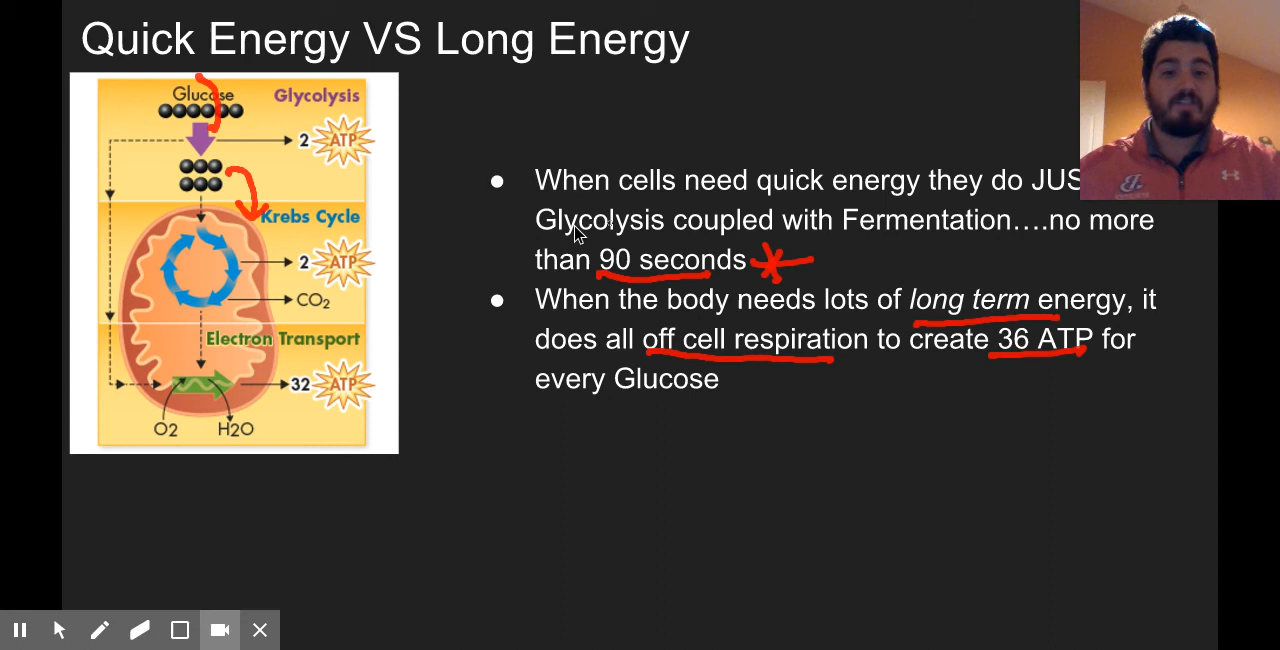 Quick Energy VS Long Energy
Glucose
Glycolysis
2 ATP
Krebs Cycle
2 ATP
CO2
Electron Transport
32 ATP
O2
H2O
● When cells need quick energy they do JUS
Glycolysis coupled with Fermentation....no more
than 90 seconds
● When the body needs lots of long term energy, it
does all off cell respiration to create 36 ATP for
every Glucose